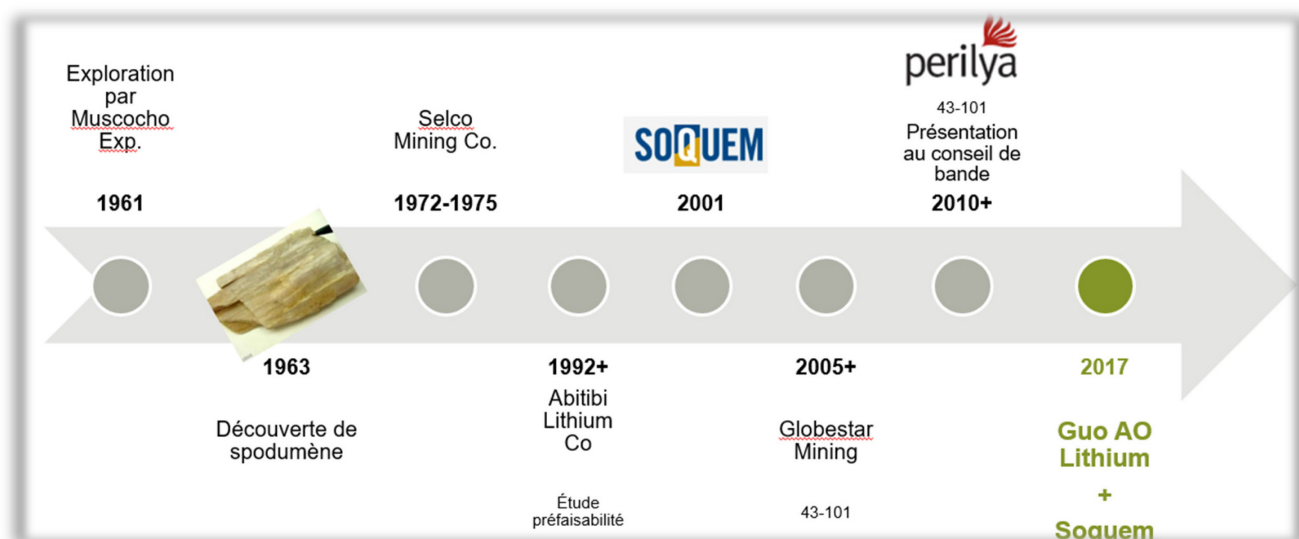 Exploration
par
Muscocho
Exp.
1961
1963
Découverte de
spodumène
Selco
Mining Co.
1972-1975
1992+
Abitibi
Lithium
Co
Étude
préfaisabilité
SOQUEM
2001
2005+
Globestar
Mining
43-101
perilya
43-101
Présentation
au conseil de
bande
2010+
2017
Guo AO
Lithium
+
Soquem